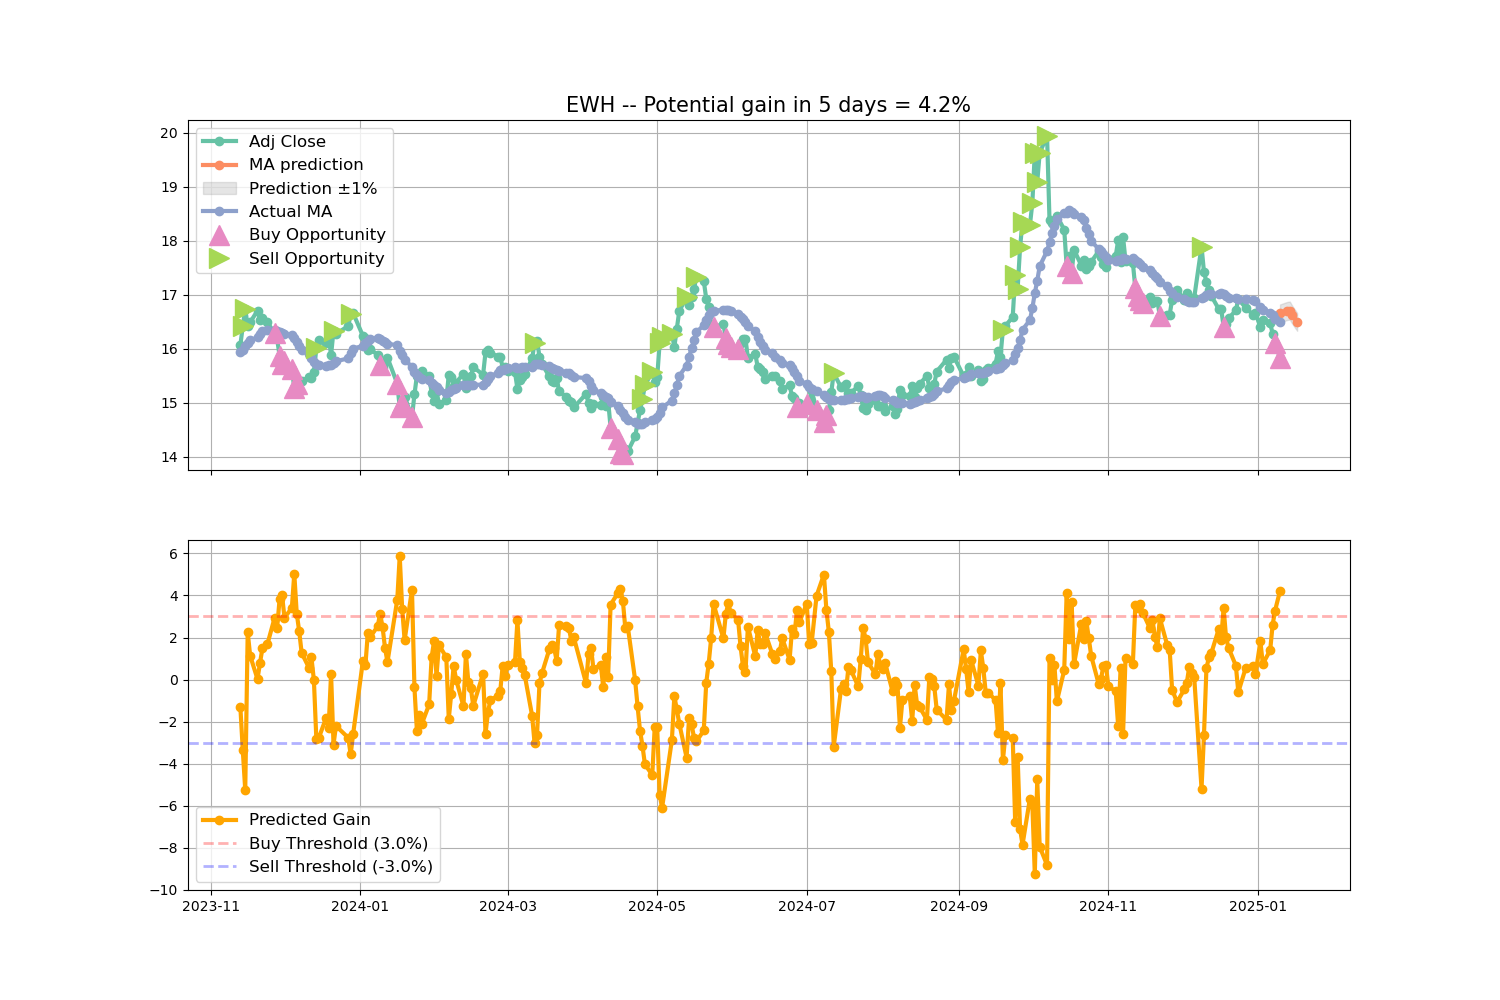 EWH -- Potential gain in 5 days = 4.2%
20
19
18
17
16
15
14
Adj Close
MA prediction
Prediction ±1%
Actual MA
Buy Opportunity
Sell Opportunity
6
4
2
0
−2
−4
−6
−8
−10
Predicted Gain
Buy Threshold (3.0%)
Sell Threshold (-3.0%)
2023-11 2024-01 2024-03 2024-05 2024-07 2024-09 2024-11 2025-01